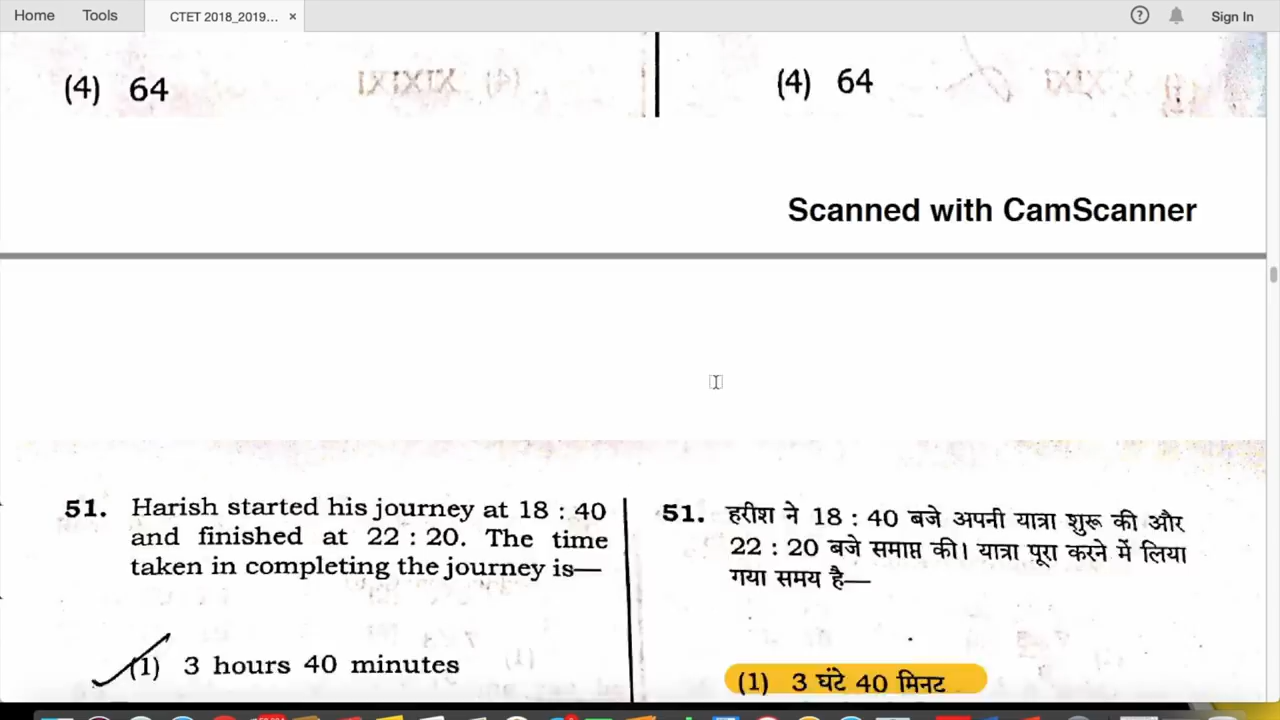 Home Tools CTET 2018_2019... × Sign In
(4) 64
(4) 64
Scanned with CamScanner
51. Harish started his journey at 18 : 40
and finished at 22 : 20. The time
taken in completing the journey is—
(1) 3 hours 40 minutes
51. हरीश ने 18 : 40 बजे अपनी यात्रा शुरू की और
22 : 20 बजे समाप्त की। यात्रा पूरा करने में लिया
गया समय है—
(1) 3 घंटे 40 मिनट